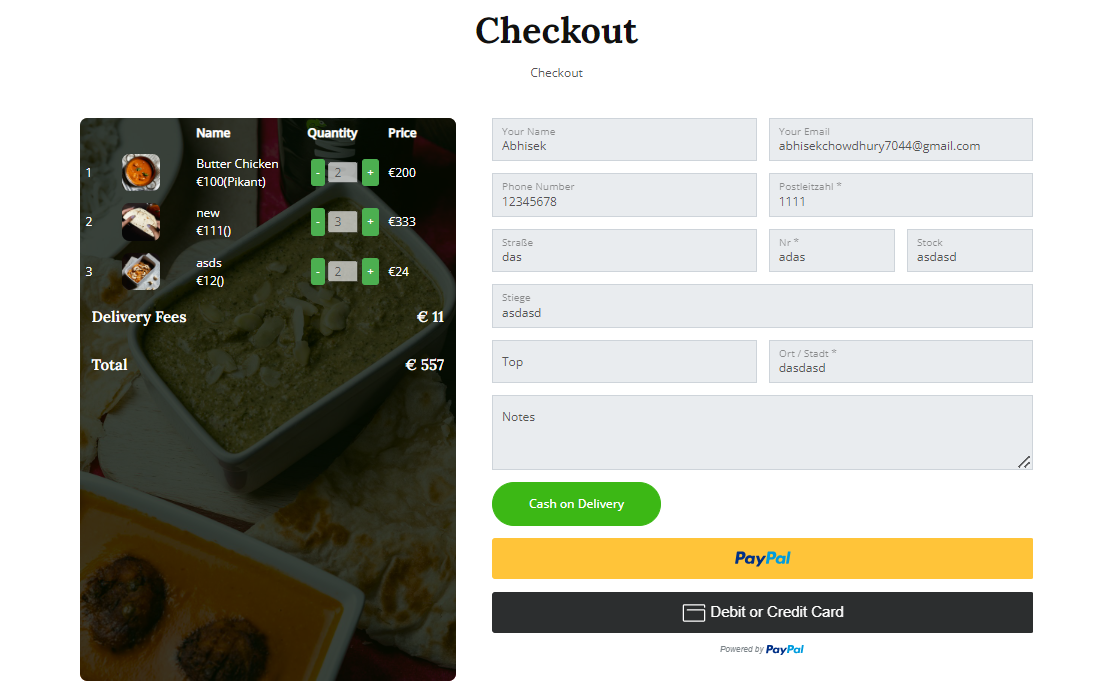 Checkout
Checkout
Name Quantity Price
1 Butter Chicken
€100(Pikant) - 2 + €200
2 new
€111() - 3 + €333
3 asds
€12() - 2 + €24
Delivery Fees € 11
Total € 557
Your Name
Abhisek
Your Email
abhisekchowdhury7044@gmail.com
Phone Number
12345678
Postleitzahl *
1111
Straße
das
Nr *
adas
Stock
asdasd
Stiege
asdasd
Top
Ort / Stadt *
dasdasd
Notes
Cash on Delivery
PayPal
Debit or Credit Card
Powered by PayPal